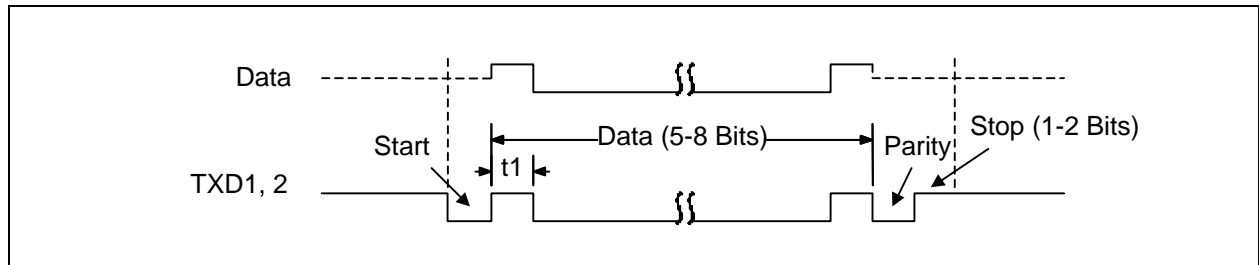 Data
Data (5-8 Bits)
Stop (1-2 Bits)
Start
Parity
t1
TXD1, 2